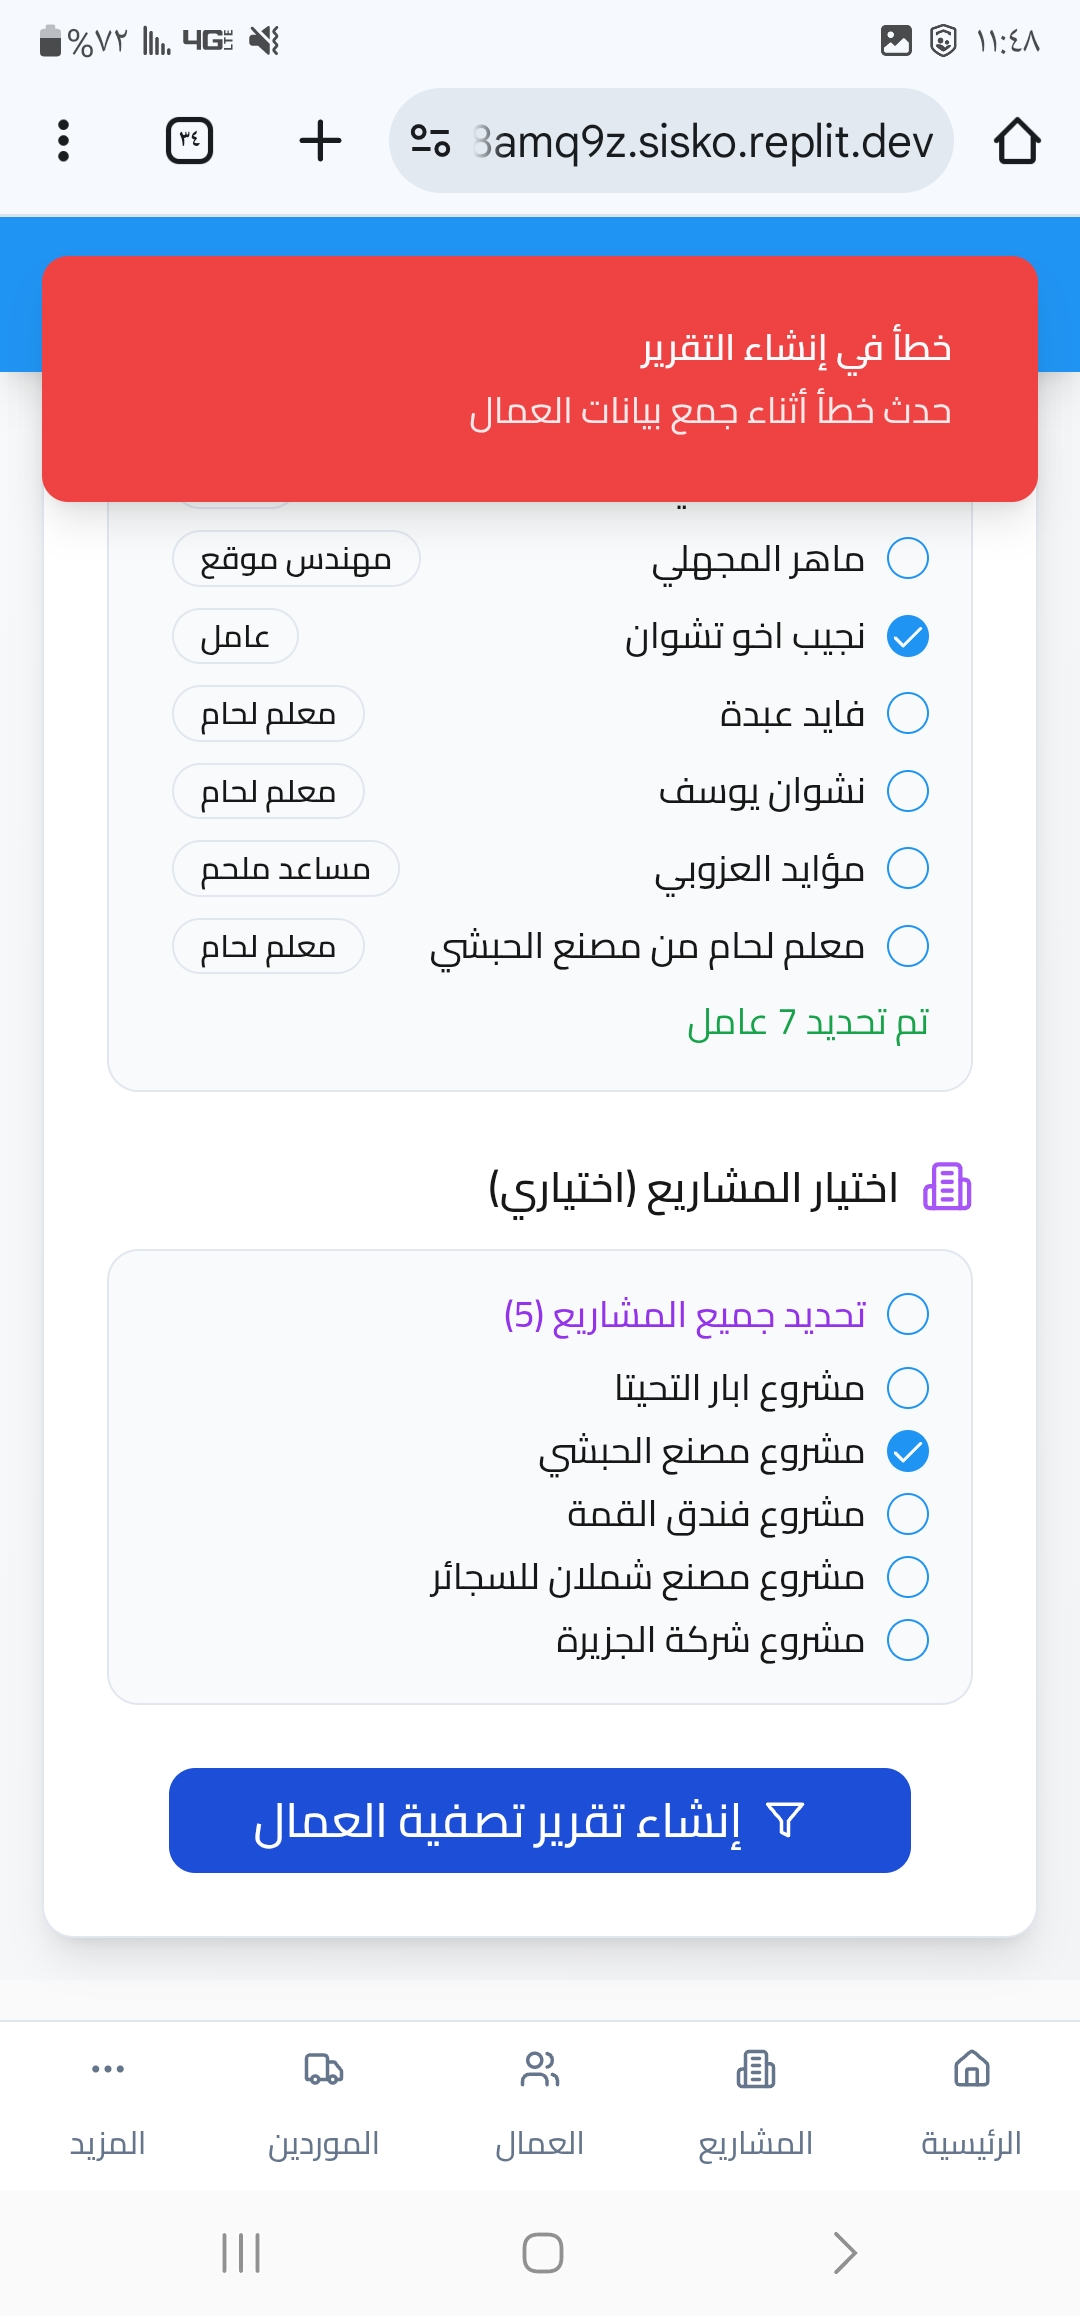 ١١:٤٨
4G LTE
%٧٢
8amq9z.sisko.replit.dev
٣٤
خطأ في إنشاء التقرير
حدث خطأ أثناء جمع بيانات العمال
ماهر المجهلي مهندس موقع
نجيب اخو تشوان عامل
فايد عبدة معلم لحام
نشوان يوسف معلم لحام
مؤايد العزوبي مساعد ملحم
معلم لحام من مصنع الحبشي معلم لحام
تم تحديد 7 عامل
اختيار المشاريع (اختياري)
تحديد جميع المشاريع (5)
مشروع ابار التحيتا
مشروع مصنع الحبشي
مشروع فندق القمة
مشروع مصنع شملان للسجائر
مشروع شركة الجزيرة
إنشاء تقرير تصفية العمال
الرئيسية
المشاريع
العمال
الموردين
المزيد